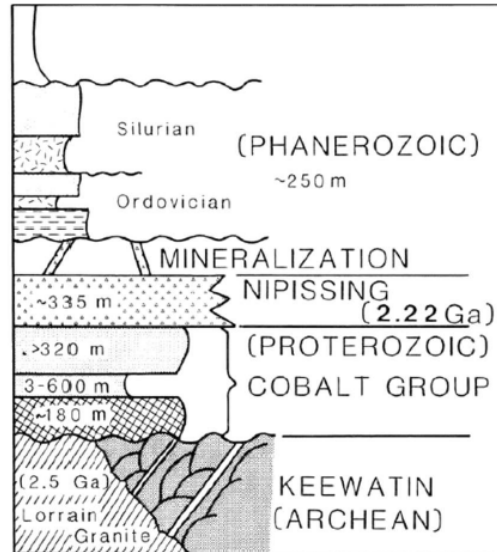 Silurian
(PHANEROZOIC)
~250 m
Ordovician
MINERALIZATION
~335 m
NIPISSING
(2.22 Ga)
.>320 m
(PROTEROZOIC)
3-600 m
COBALT GROUP
~180 m
(2.5 Ga)
KEEWATIN
Lorrain
(ARCHEAN)
Granite